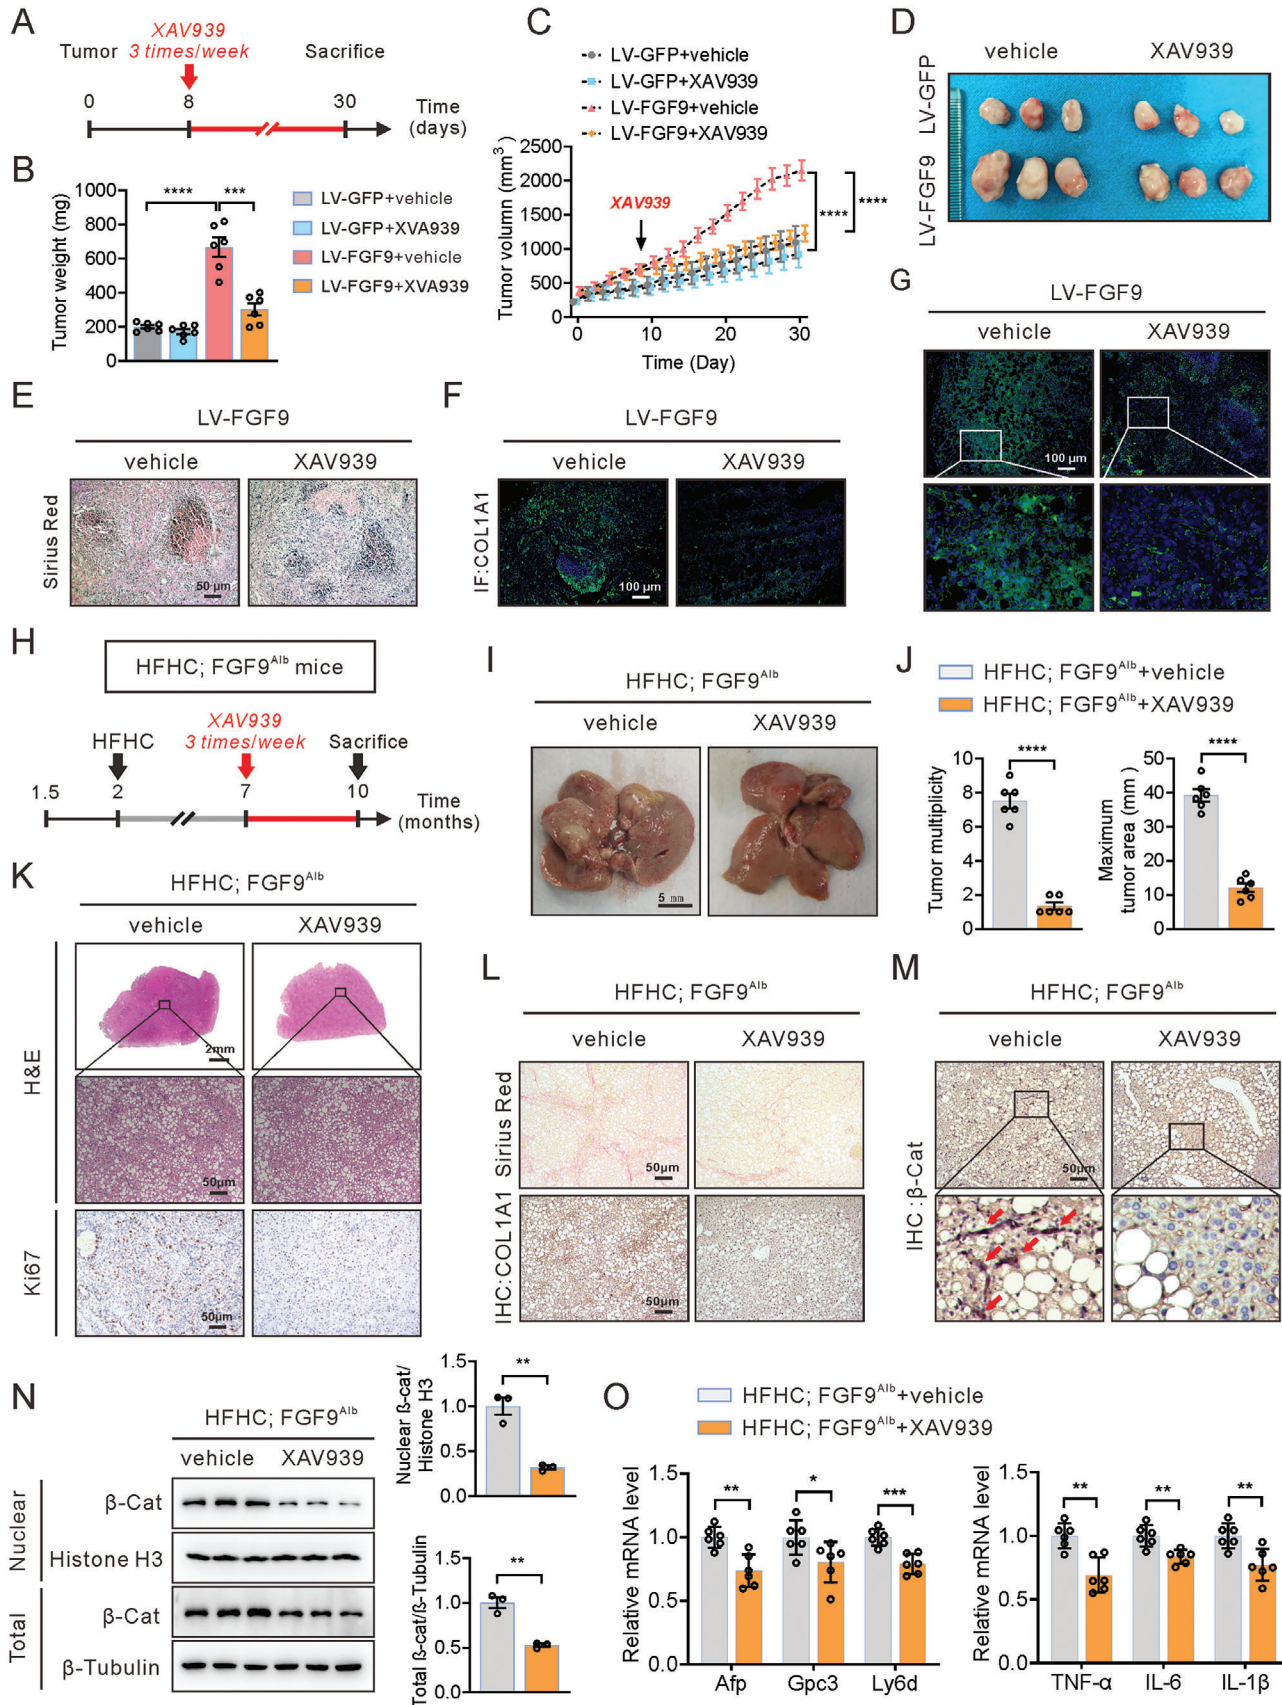 A
XAV939
Tumor 3 times/week Sacrifice
0 8 30 Time
(days)
B
Tumor weight (mg)
1000
800
600
400
200
0
**** ***
LV-GFP+vehicle
LV-GFP+XVA939
LV-FGF9+vehicle
LV-FGF9+XVA939
C
LV-GFP+vehicle
LV-GFP+XAV939
LV-FGF9+vehicle
LV-FGF9+XAV939
Tumor volumn (mm3)
2500
2000
1500
1000
500
0
XAV939
****
****
0 10 20 30
Time (Day)
D
vehicle XAV939
LV-GFP
LV-FGF9
E
LV-FGF9
vehicle XAV939
Sirius Red
50 μm
F
LV-FGF9
vehicle XAV939
IF:COL1A1
100 μm
G
LV-FGF9
vehicle XAV939
100 μm
H
HFHC; FGF9Alb mice
XAV939
HFHC 3 times/week Sacrifice
1.5 2 7 10 Time
(months)
I
HFHC; FGF9Alb
vehicle XAV939
5 mm
J
HFHC; FGF9Alb+vehicle
HFHC; FGF9Alb+XAV939
Tumor multiplicity
10
8
6
4
2
0
****
Maximum
tumor area (mm²)
50
40
30
20
10
0
****
K
HFHC; FGF9Alb
vehicle XAV939
H&E
2mm
50μm
Ki67
50μm
L
HFHC; FGF9Alb
vehicle XAV939
Sirius Red
50μm
IHC:COL1A1
50μm
M
HFHC; FGF9Alb
vehicle XAV939
IHC:β-Cat
50μm
N
HFHC; FGF9Alb
vehicle XAV939
Nuclear
β-Cat
Histone H3
Total
β-Cat
β-Tubulin
Nuclear ß-cat/
Histone H3
1.5
1.0
0.5
0.0
**
Total ß-cat/ß-Tubulin
1.5
1.0
0.5
0.0
**
O
HFHC; FGF9Alb+vehicle
HFHC; FGF9Alb+XAV939
Relative mRNA level
1.5
1.0
0.5
0.0
** * ***
Afp Gpc3 Ly6d
Relative mRNA level
1.5
1.0
0.5
0.0
** ** **
TNF-α IL-6 IL-1β